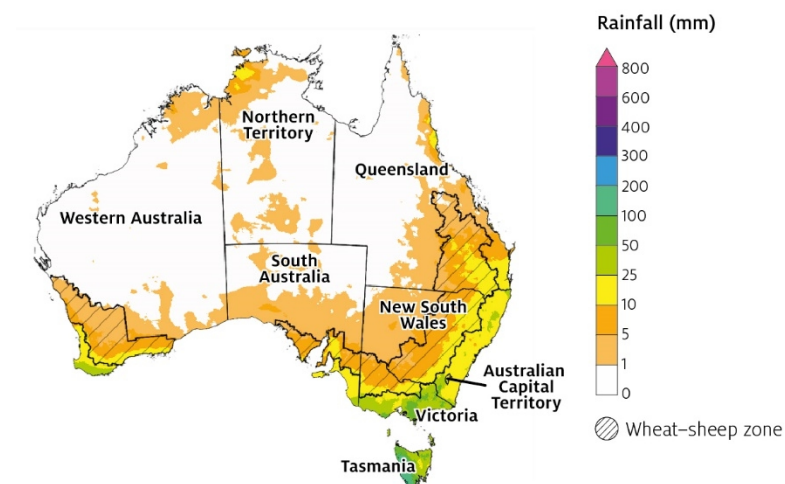 Rainfall (mm)
800
600
400
300
200
100
50
25
10
5
1
0
Wheat–sheep zone
Northern
Territory
Queensland
Western Australia
South
Australia
New South
Wales
Australian
Capital
Territory
Victoria
Tasmania